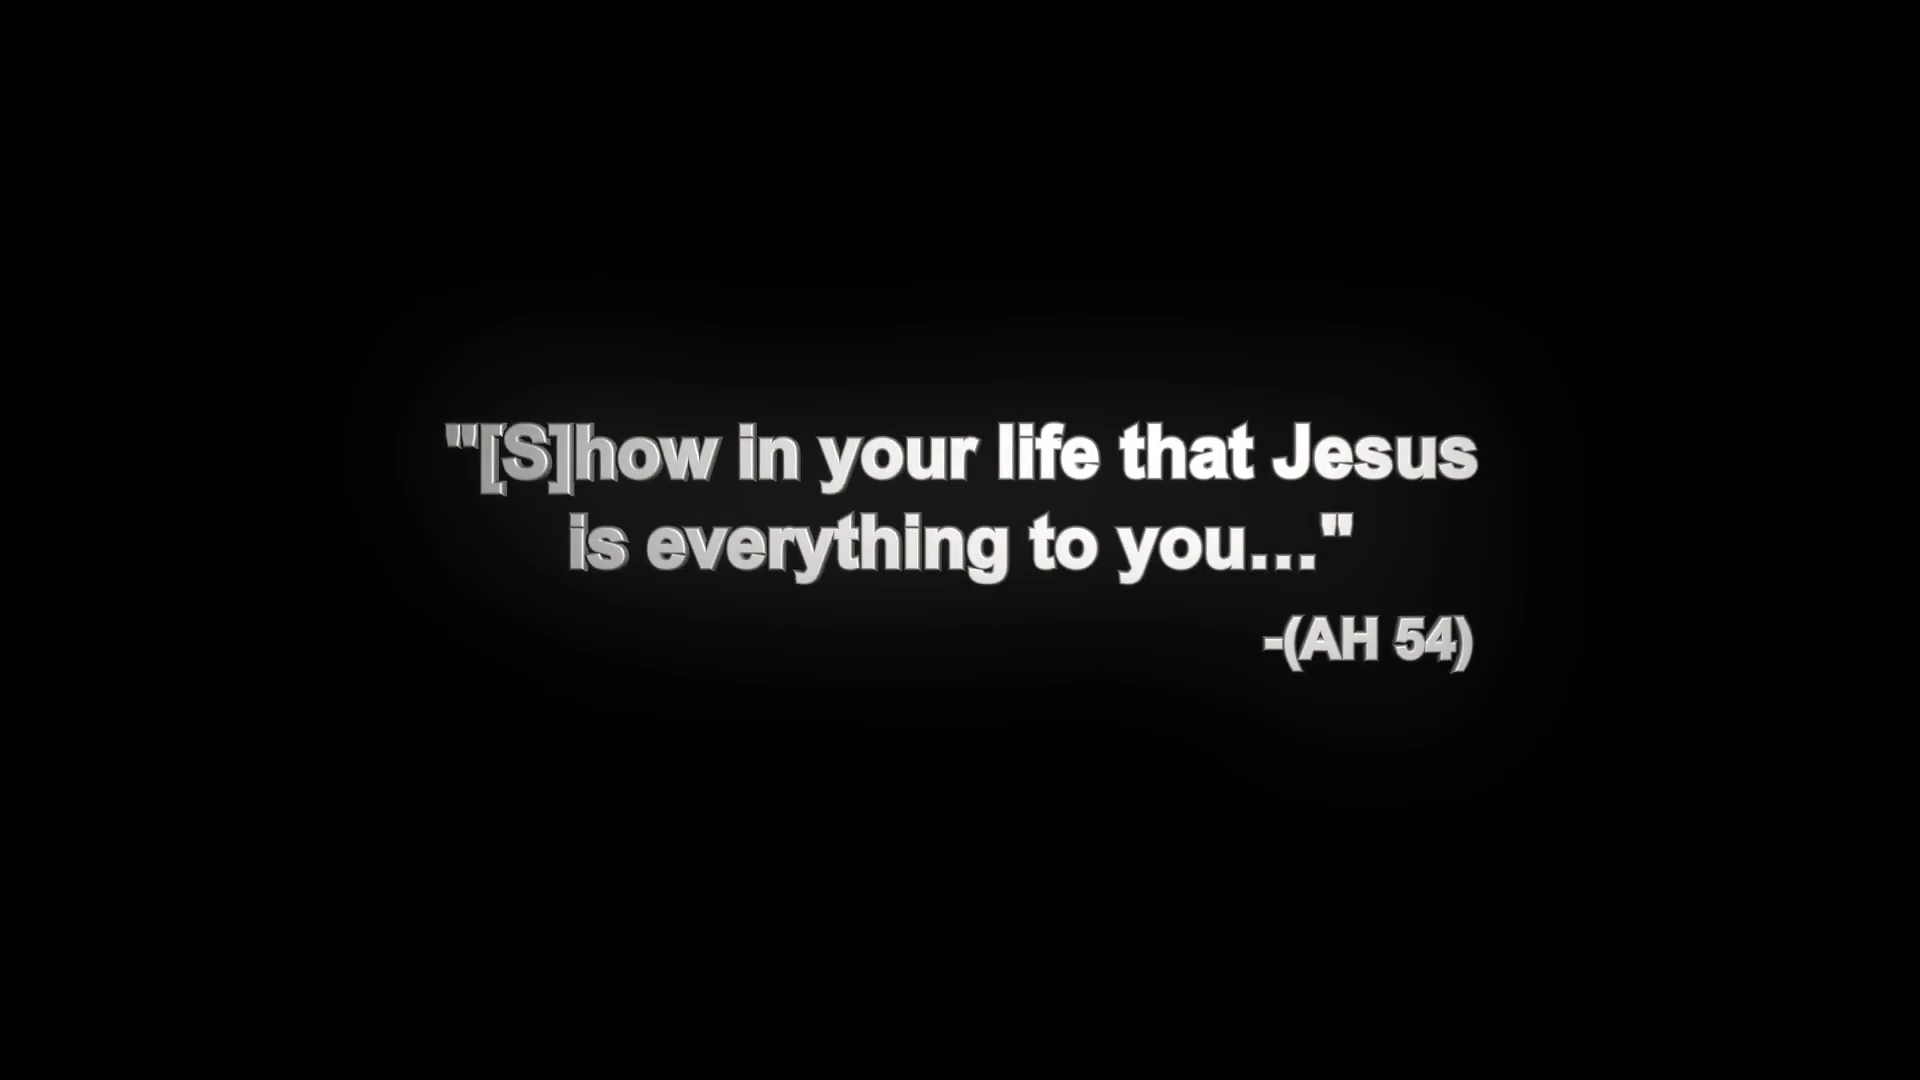 "[S]how in your life that Jesus
is everything to you..."
-(AH 54)